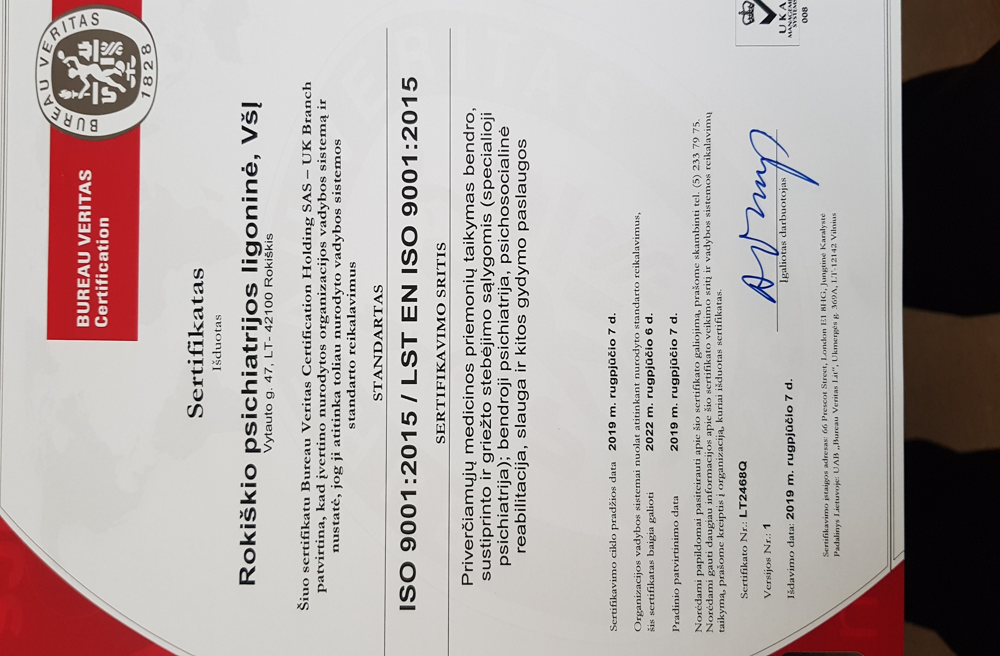 BUREAU VERITAS
Certification
BUREAU VERITAS
1828
Sertifikatas
Išduotas
Rokiškio psichiatrijos ligoninė, VšĮ
Vytauto g. 47, LT- 42100 Rokiškis
Šiuo sertifikatu Bureau Veritas Certification Holding SAS – UK Branch
patvirtina, kad įvertino nurodytos organizacijos vadybos sistemą ir
nustatė, jog ji atitinka toliau nurodyto vadybos sistemos
standarto reikalavimus
STANDARTAS
ISO 9001:2015 / LST EN ISO 9001:2015
SERTIFIKAVIMO SRITIS
Priverčiamųjų medicinos priemonių taikymas bendro,
sustiprinto ir griežto stebėjimo sąlygomis (specialioji
psichiatrija); bendroji psichiatrija, psichosocialinė
reabilitacija, slauga ir kitos gydymo paslaugos
Sertifikavimo ciklo pradžios data 2019 m. rugpjūčio 7 d.
Organizacijos vadybos sistemai nuolat atitinkant nurodyto standarto reikalavimus,
šis sertifikatas baigia galioti 2022 m. rugpjūčio 6 d.
Pradinio patvirtinimo data 2019 m. rugpjūčio 7 d.
Norėdami papildomai pasiteirauti apie šio sertifikato galiojimą, prašome skambinti tel. (5) 233 79 75.
Norėdami gauti daugiau informacijos apie šio sertifikato veikimo sritį ir vadybos sistemos reikalavimų
taikymą, prašome kreiptis į organizaciją, kuriai išduotas sertifikatas.
Sertifikato Nr.: LT2468Q
Versijos Nr.: 1
Išdavimo data: 2019 m. rugpjūčio 7 d.
Įgaliotas darbuotojas
Sertifikavimo įstaigos adresas: 66 Prescot Street, London E1 8HG, Jungtinė Karalystė
Padalinys Lietuvoje: UAB „Bureau Veritas Lit“, Ukmergės g. 369A, LT-12142 Vilnius
UKA
MANAGEME
SYSTEMS
008